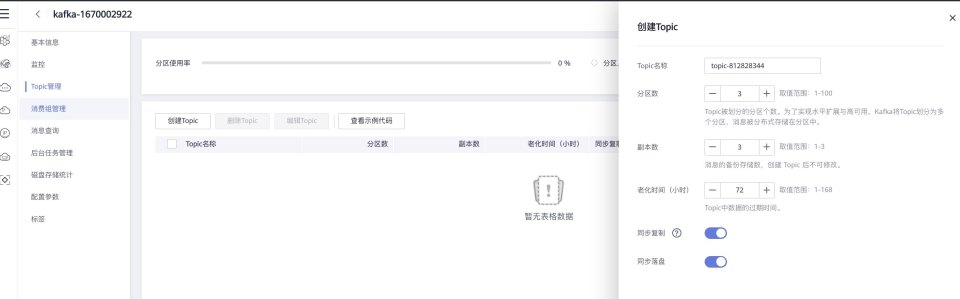 kafka-1670002922
基本信息
监控
Topic管理
消费组管理
消息查询
后台任务管理
磁盘存储统计
配置参数
标签
分区使用率 0 % 分区
创建Topic 删除Topic 编辑Topic 查看示例代码
Topic名称 分区数 副本数 老化时间（小时） 同步复制
暂无表格数据
创建Topic
Topic名称 topic-812828344
分区数 3 取值范围：1-100
Topic被划分的分区个数。为了实现水平扩展与高可用，Kafka将Topic划分为多
个分区，消息被分布式存储在分区中。
副本数 3 取值范围：1-3
消息的备份存储数，创建 Topic 后不可修改。
老化时间（小时） 72 取值范围：1-168
Topic中数据的过期时间。
同步复制
同步落盘